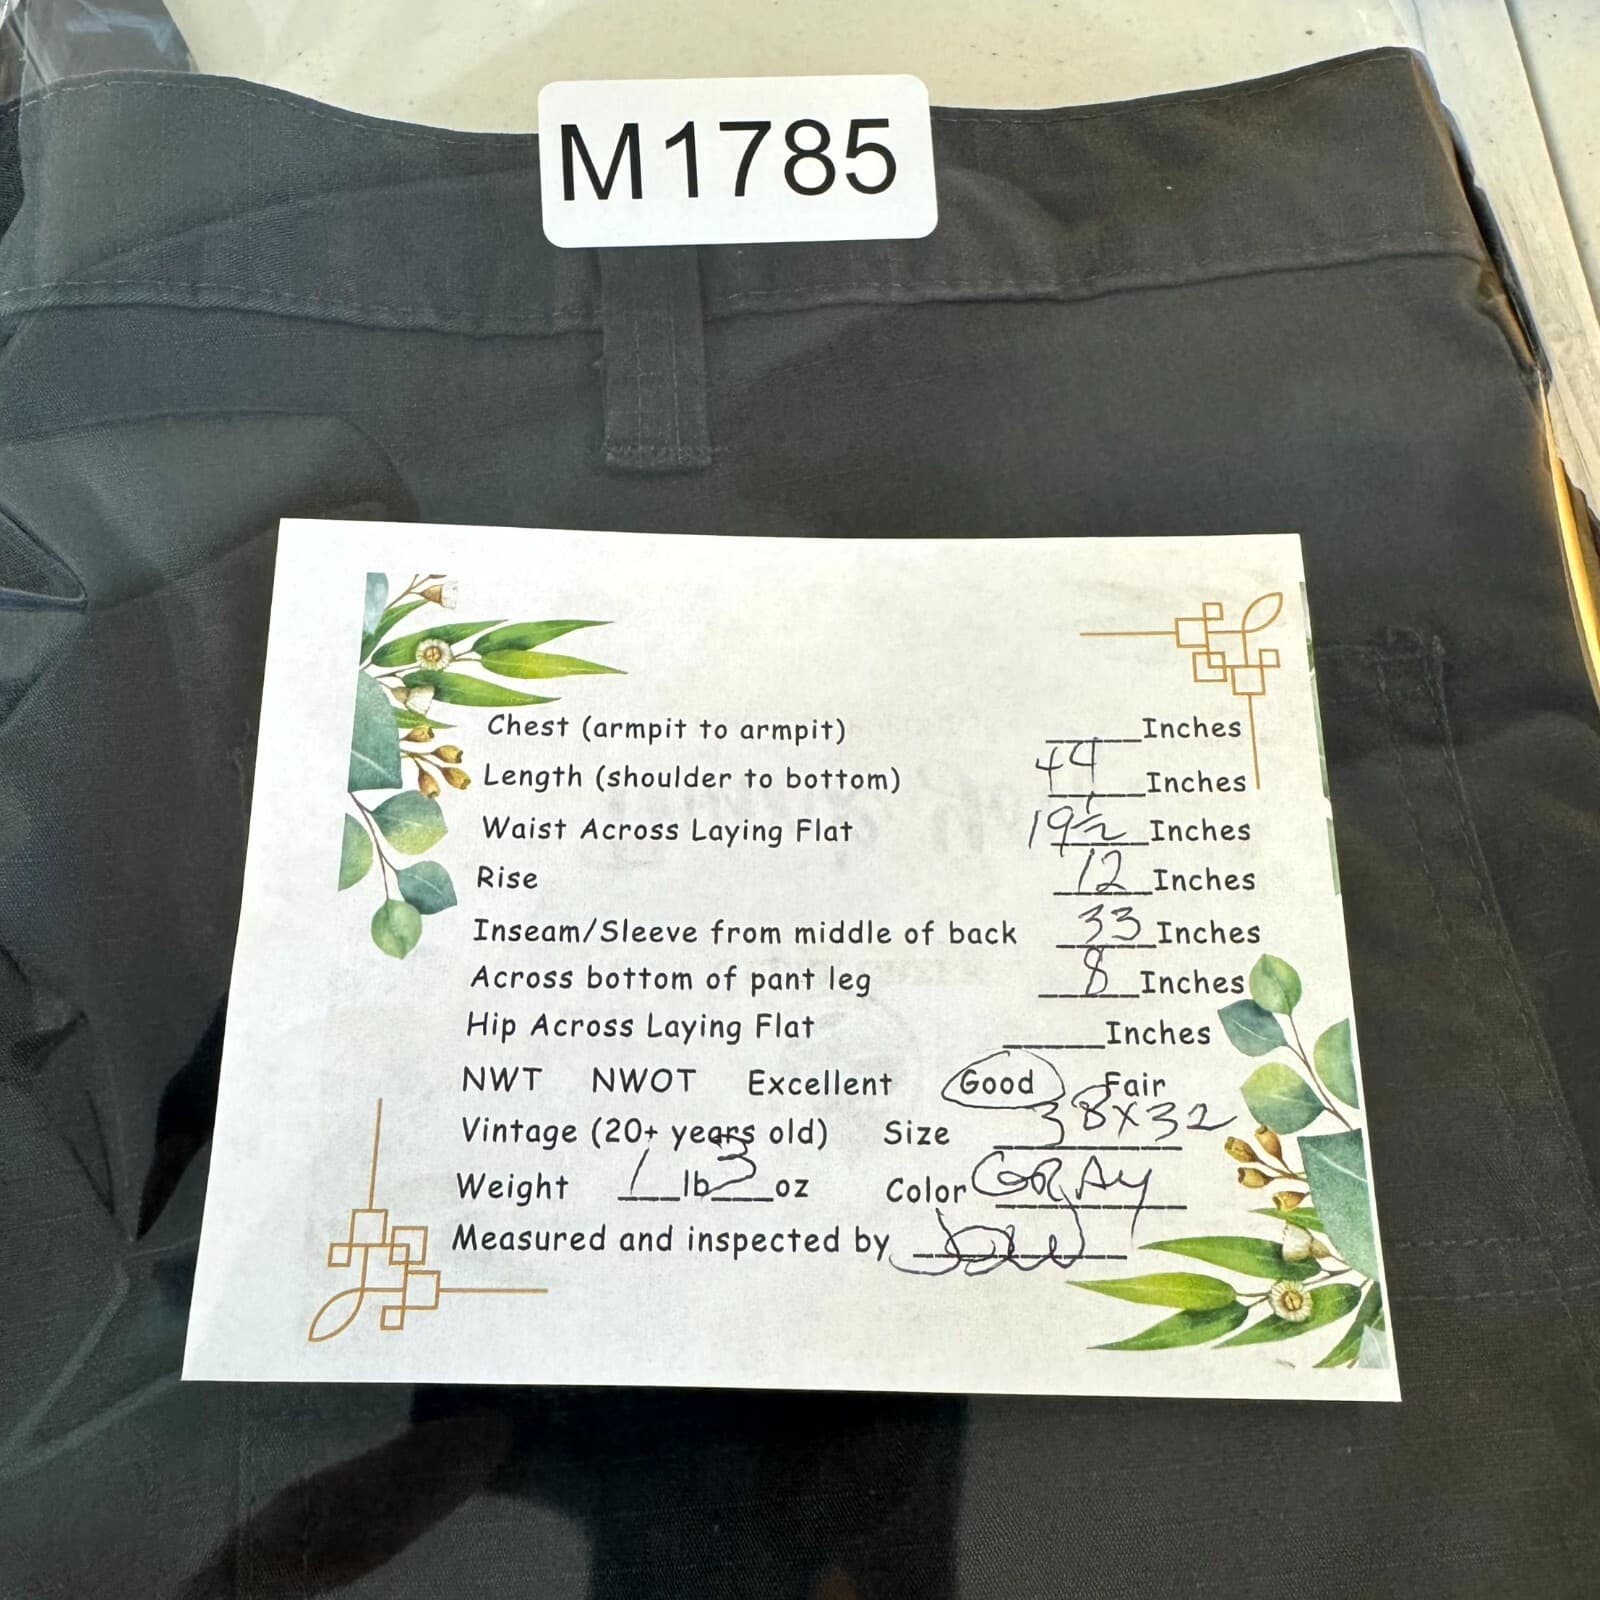 M1785
Chest (armpit to armpit) ______Inches
Length (shoulder to bottom) 44 Inches
Waist Across Laying Flat 19 1/2 Inches
Rise 12 Inches
Inseam/Sleeve from middle of back 33 Inches
Across bottom of pant leg 8 Inches
Hip Across Laying Flat ______Inches
NWT NWOT Excellent Good Fair
Vintage (20+ years old) Size 38x32
Weight 1 lb 3 oz Color GRAy
Measured and inspected by